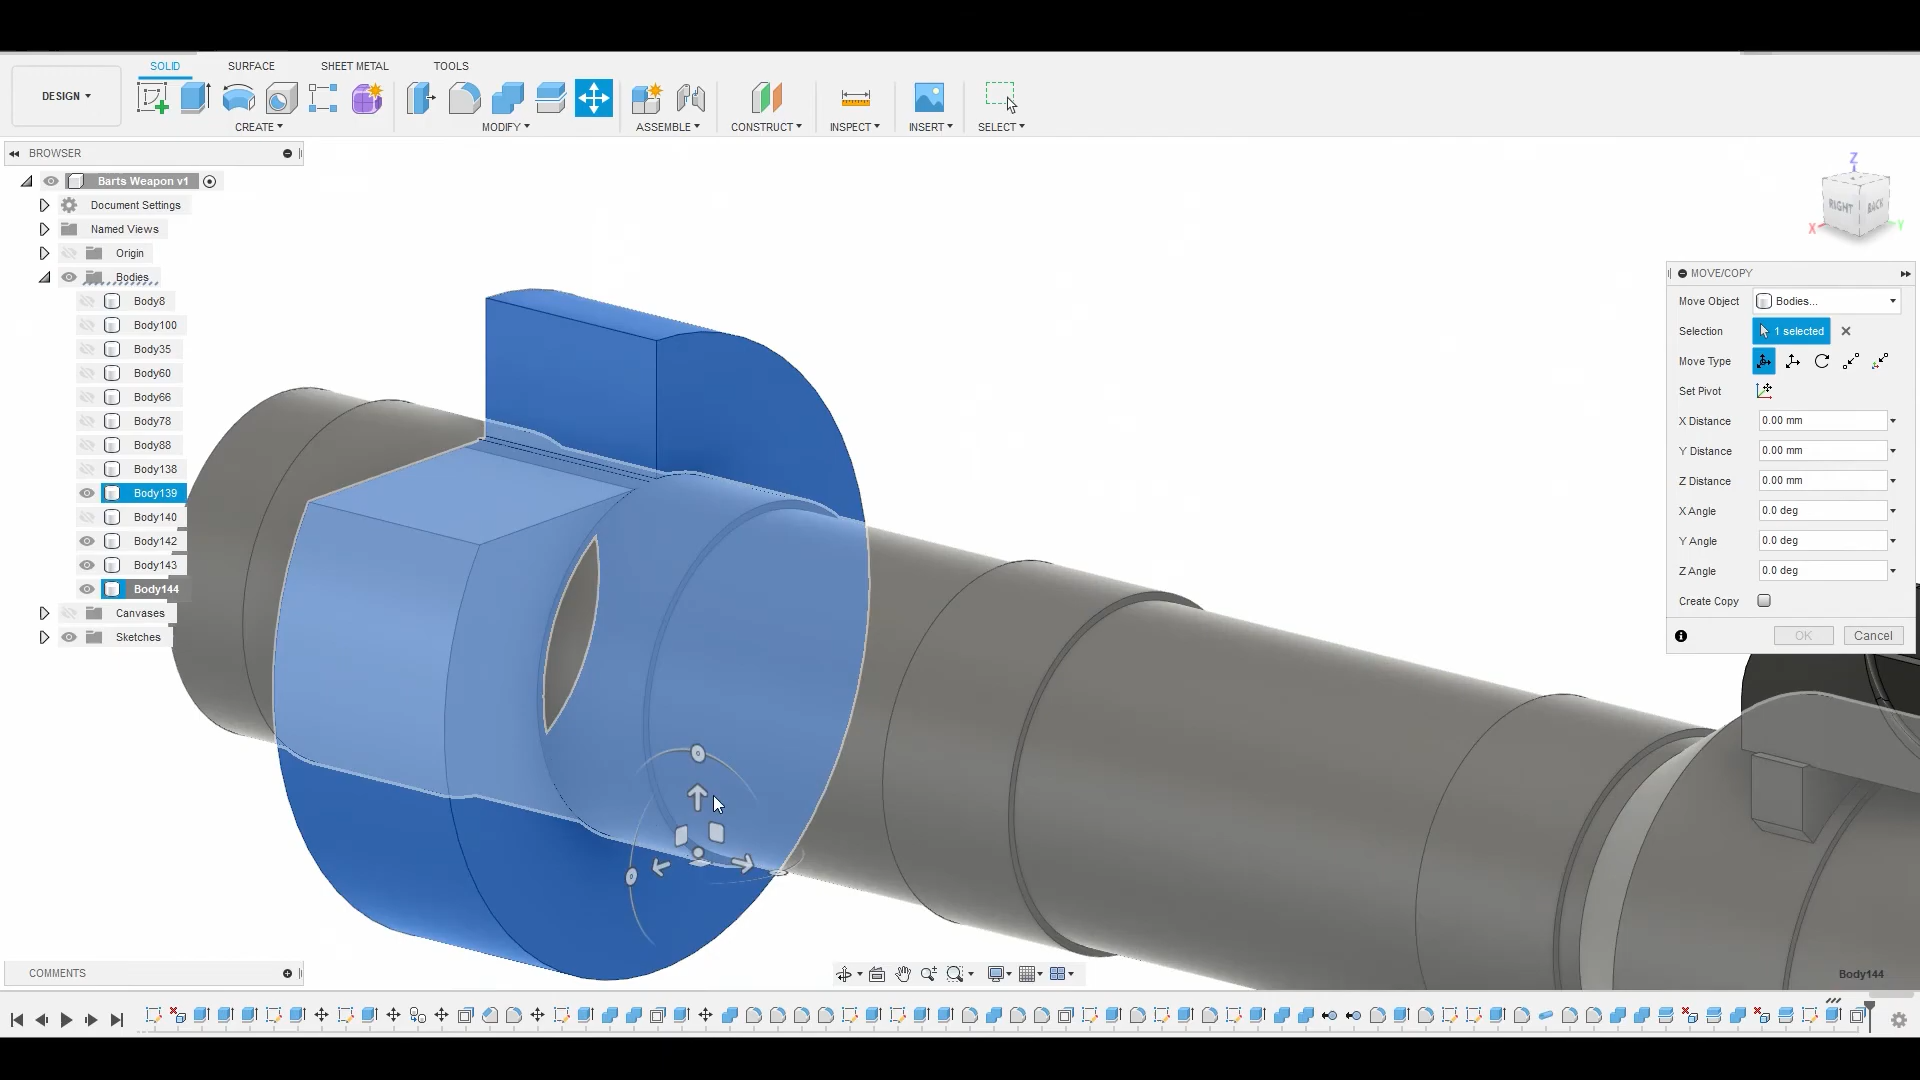 SOLID SURFACE SHEET METAL TOOLS
DESIGN
CREATE MODIFY ASSEMBLE CONSTRUCT INSPECT INSERT SELECT
BROWSER
Barts Weapon v1
Document Settings
Named Views
Origin
Bodies
Body8
Body100
Body35
Body60
Body66
Body78
Body88
Body138
Body139
Body140
Body142
Body143
Body144
Canvases
Sketches
COMMENTS
Z
RIGHT BACK
X Y
MOVE/COPY
Move Object Bodies...
Selection 1 selected
Move Type
Set Pivot
X Distance 0.00 mm
Y Distance 0.00 mm
Z Distance 0.00 mm
X Angle 0.0 deg
Y Angle 0.0 deg
Z Angle 0.0 deg
Create Copy
OK Cancel
Body144